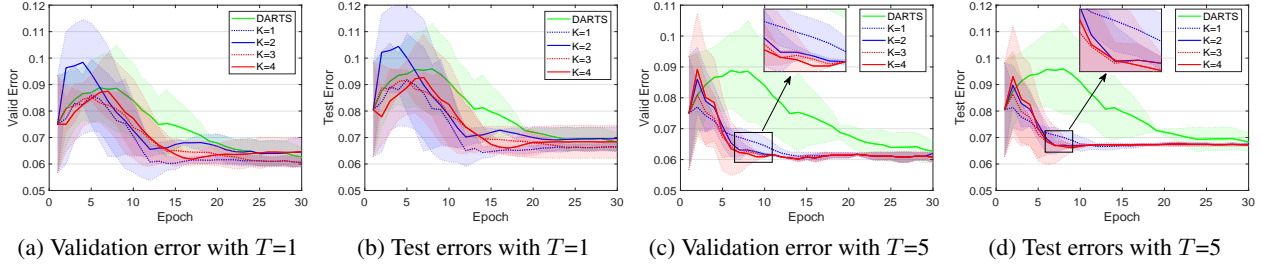 0.12
0.11
0.1
0.09
0.08
0.07
0.06
0.05
Valid Error
0 5 10 15 20 25 30
Epoch
DARTS
K=1
K=2
K=3
K=4
(a) Validation error with T=1
0.12
0.11
0.1
0.09
0.08
0.07
0.06
0.05
Test Error
0 5 10 15 20 25 30
Epoch
DARTS
K=1
K=2
K=3
K=4
(b) Test errors with T=1
0.11
0.1
0.09
0.08
0.07
0.06
0.05
Valid Error
0 5 10 15 20 25 30
Epoch
DARTS
K=1
K=2
K=3
K=4
(c) Validation error with T=5
0.12
0.11
0.1
0.09
0.08
0.07
0.06
0.05
Test Error
0 5 10 15 20 25 30
Epoch
DARTS
K=1
K=2
K=3
K=4
(d) Test errors with T=5